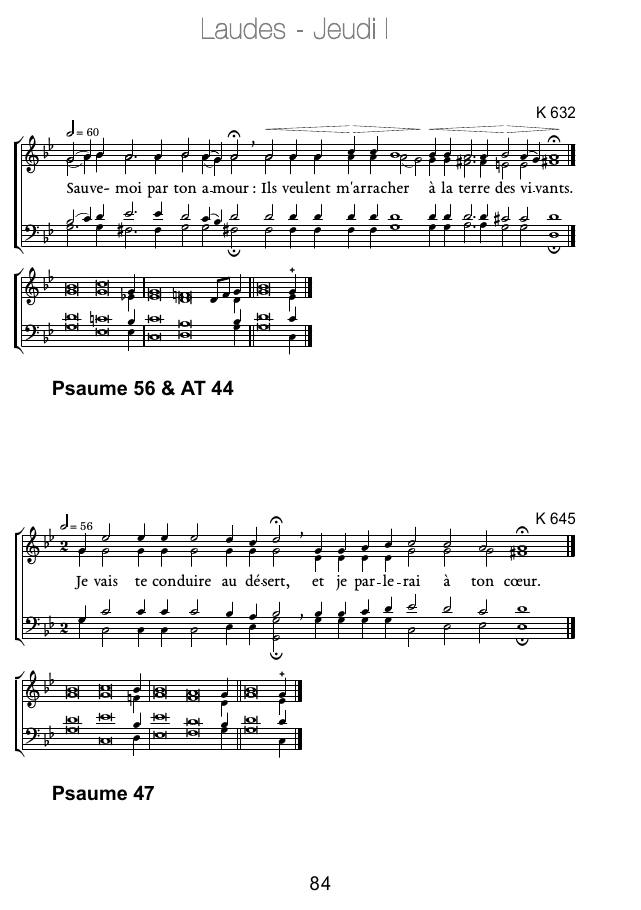 Laudes - Jeudi I
K 632
= 60
Sauve- moi par ton a-mour : Ils veulent m'arracher à la terre des vi-vants.
Psaume 56 & AT 44
K 645
= 56
Je vais te conduire au désert, et je par-le-rai à ton cœur.
Psaume 47
84